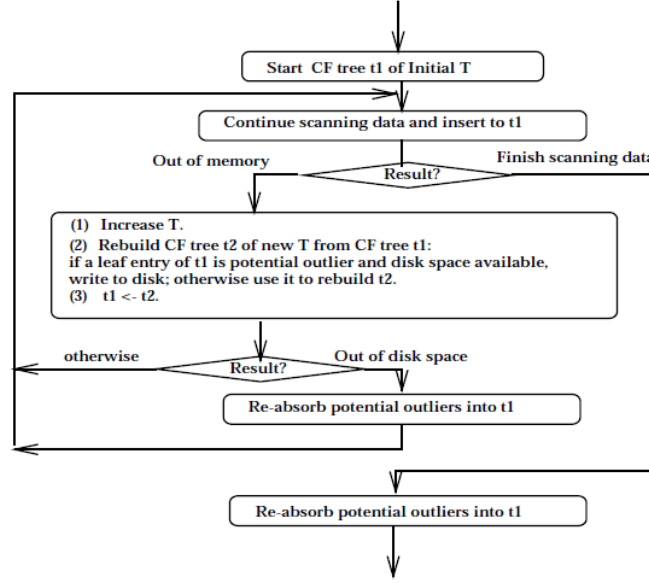 Start CF tree t1 of Initial T
Continue scanning data and insert to t1
Out of memory
Result?
Finish scanning data
(1) Increase T.
(2) Rebuild CF tree t2 of new T from CF tree t1:
if a leaf entry of t1 is potential outlier and disk space available,
write to disk; otherwise use it to rebuild t2.
(3) t1 <- t2.
otherwise
Result?
Out of disk space
Re-absorb potential outliers into t1
Re-absorb potential outliers into t1